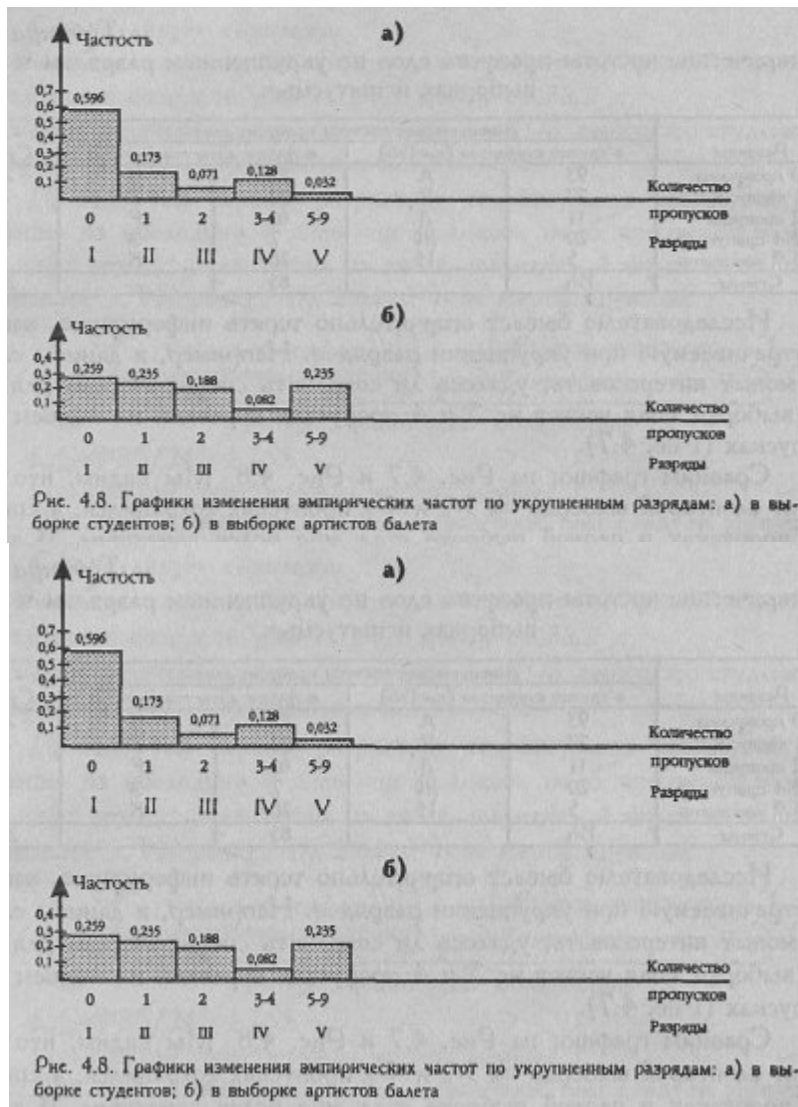 а)
Частость
0,7
0,6
0,5
0,4
0,3
0,2
0,1
0,596
0,173
0,071
0,128
0,032
Количество
0 1 2 3-4 5-9 пропусков
I II III IV V Разряды
б)
Частость
0,4
0,3
0,2
0,1
0,259
0,235
0,188
0,082
0,235
Количество
0 1 2 3-4 5-9 пропусков
I II III IV V Разряды
Рис. 4.8. Графики изменения эмпирических частот по укрупненным разрядам: а) в вы-
борке студентов; б) в выборке артистов балета
а)
Частость
0,7
0,6
0,5
0,4
0,3
0,2
0,1
0,596
0,173
0,071
0,128
0,032
Количество
0 1 2 3-4 5-9 пропусков
I II III IV V Разряды
б)
Частость
0,4
0,3
0,2
0,1
0,259
0,235
0,188
0,082
0,235
Количество
0 1 2 3-4 5-9 пропусков
I II III IV V Разряды
Рис. 4.8. Графики изменения эмпирических частот по укрупненным разрядам: а) в вы-
борке студентов; б) в выборке артистов балета